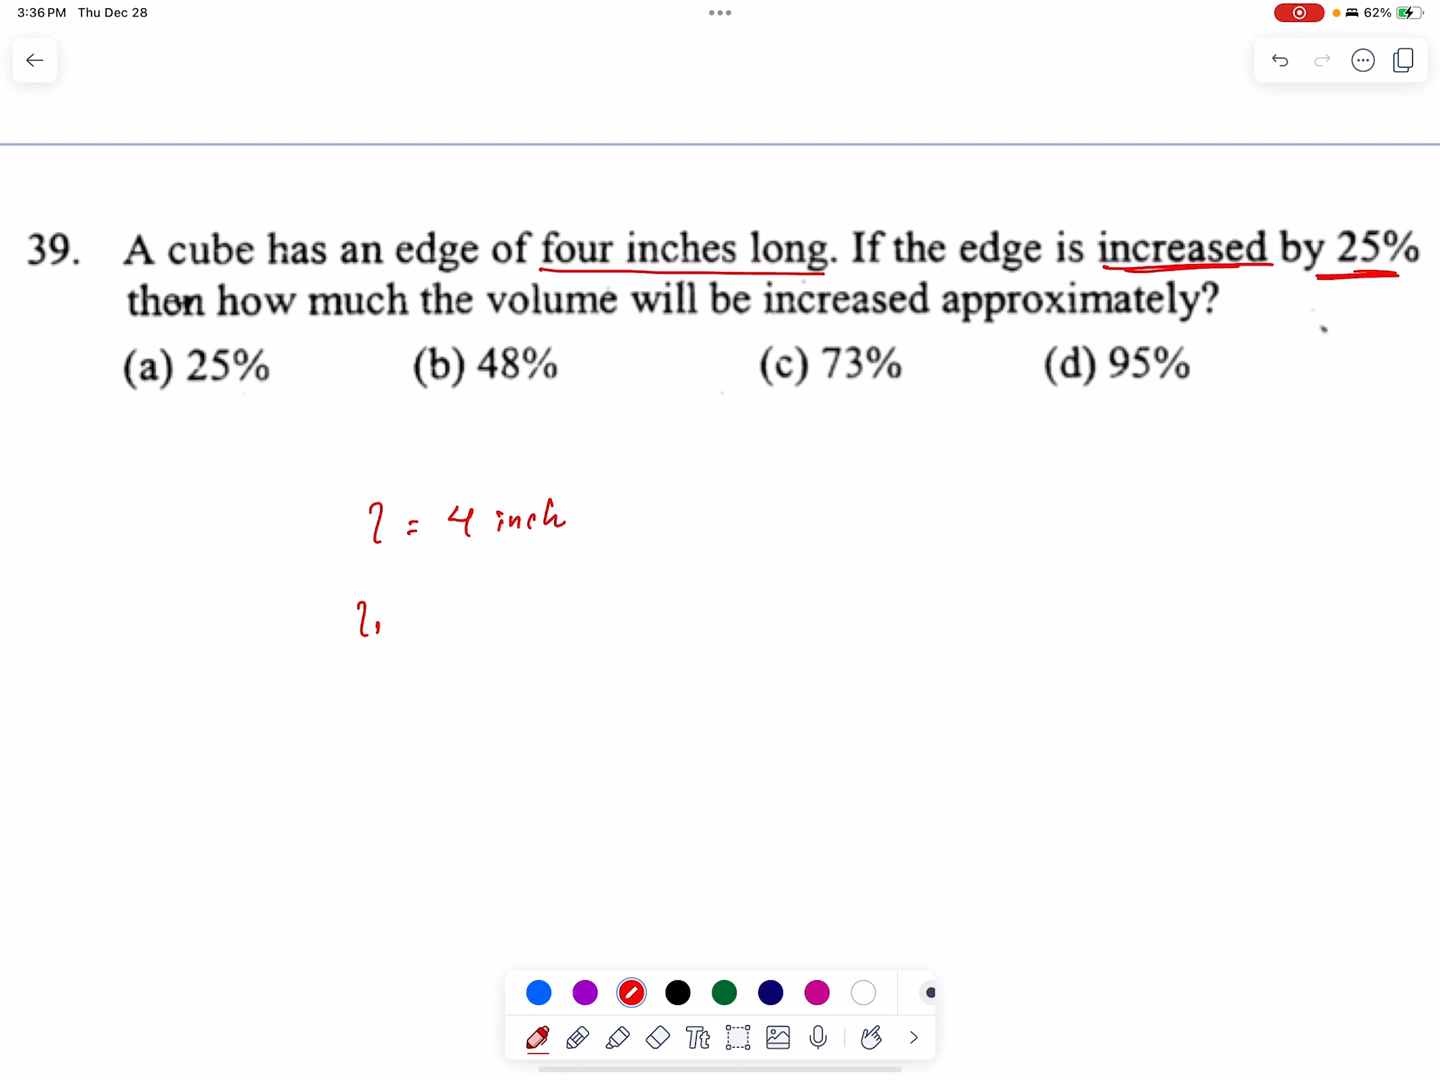 3:36 PM Thu Dec 28
62%
39. A cube has an edge of four inches long. If the edge is increased by 25%
then how much the volume will be increased approximately?
(a) 25% (b) 48% (c) 73% (d) 95%
l = 4 inch
l₁
Tt